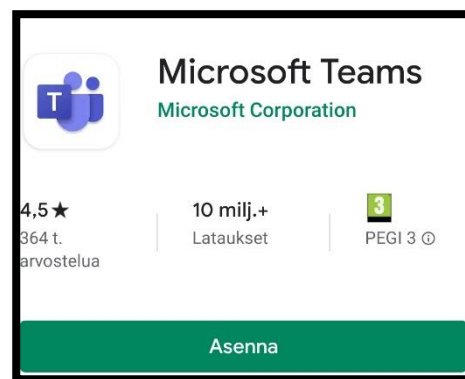 Microsoft Teams
Microsoft Corporation
T
4,5★
364 t.
arvostelua
10 milj.+
Lataukset
3
PEGI 3 ⓘ
Asenna